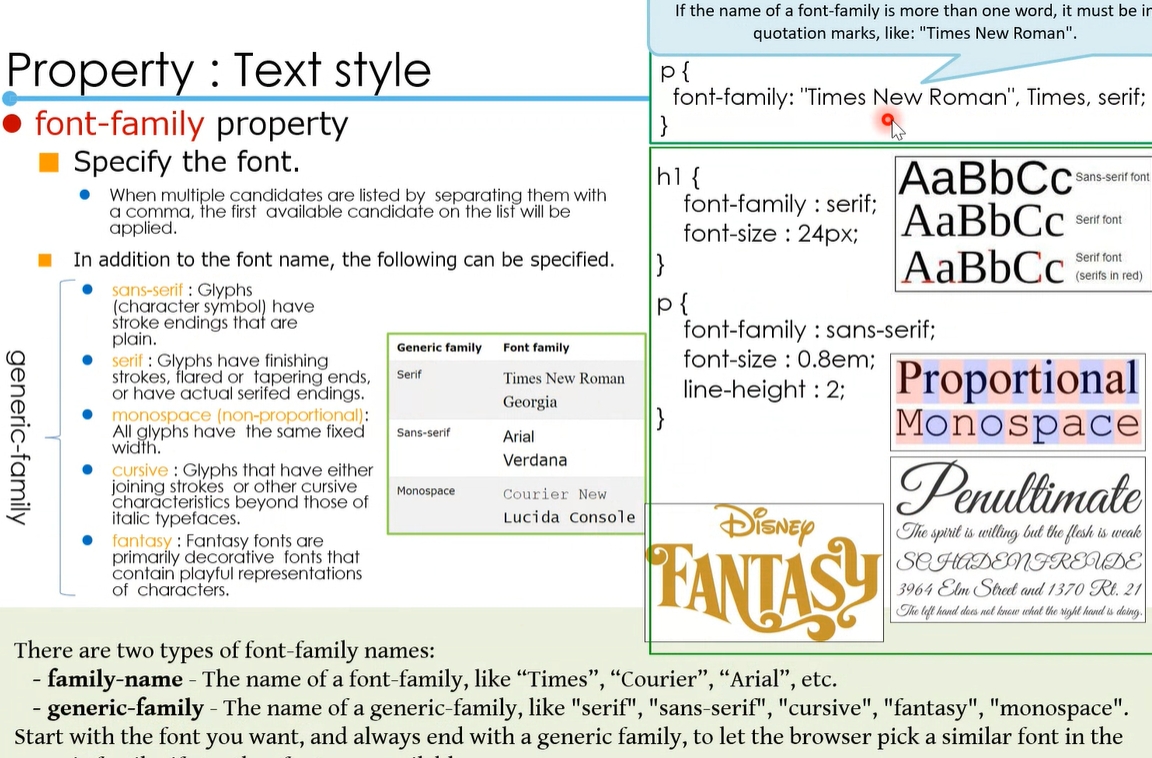 If the name of a font-family is more than one word, it must be in
quotation marks, like: "Times New Roman".
Property : Text style
p {
font-family: "Times New Roman", Times, serif;
}
font-family property
Specify the font.
When multiple candidates are listed by separating them with
a comma, the first available candidate on the list will be
applied.
In addition to the font name, the following can be specified.
generic-family
sans-serif : Glyphs
(character symbol) have
stroke endings that are
plain.
serif : Glyphs have finishing
strokes, flared or tapering ends,
or have actual serifed endings.
monospace (non-proportional):
All glyphs have the same fixed
width.
cursive : Glyphs that have either
joining strokes or other cursive
characteristics beyond those of
italic typefaces.
fantasy : Fantasy fonts are
primarily decorative fonts that
contain playful representations
of characters.
Generic family Font family
Serif Times New Roman
Georgia
Sans-serif Arial
Verdana
Monospace Courier New
Lucida Console
h1 {
font-family : serif;
font-size : 24px;
}
p {
font-family : sans-serif;
font-size : 0.8em;
line-height : 2;
}
AaBbCc Sans-serif font
AaBbCc Serif font
AaBbCc Serif font
(serifs in red)
Proportional
Monospace
Disney
FANTASY
Penultimate
The spirit is willing but the flesh is weak
SCHADENFREUDE
3964 Elm Street and 1370 Rt. 21
The left hand does not know what the right hand is doing.
There are two types of font-family names:
- family-name - The name of a font-family, like “Times”, “Courier”, “Arial”, etc.
- generic-family - The name of a generic-family, like "serif", "sans-serif", "cursive", "fantasy", "monospace".
Start with the font you want, and always end with a generic family, to let the browser pick a similar font in the